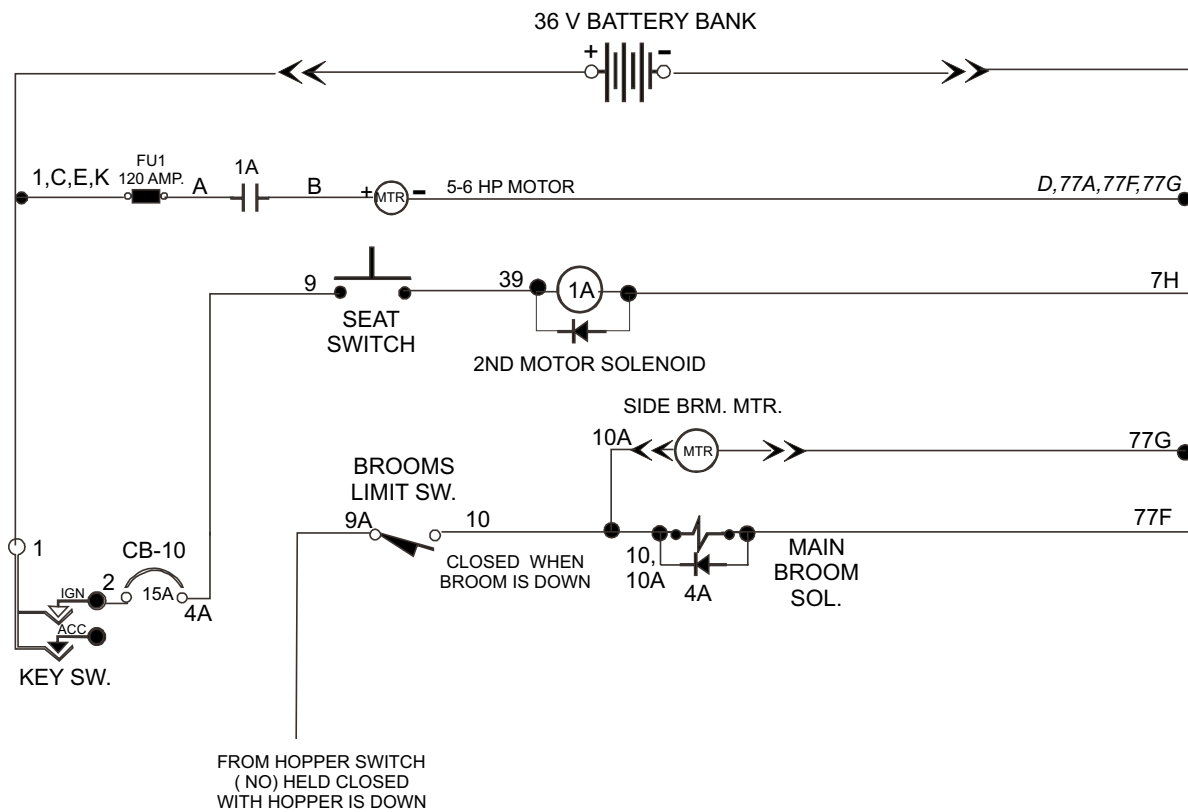 36 V BATTERY BANK
+ -
1,C,E,K
FU1
120 AMP.
A
1A
B
+ MTR -
5-6 HP MOTOR
D,77A,77F,77G
9
SEAT
SWITCH
39
1A
7H
2ND MOTOR SOLENOID
SIDE BRM. MTR.
10A
MTR
77G
BROOMS
LIMIT SW.
9A
10
77F
CLOSED WHEN
BROOM IS DOWN
10,
10A
4A
MAIN
BROOM
SOL.
1
CB-10
IGN
2
15A
4A
ACC
KEY SW.
FROM HOPPER SWITCH
( NO) HELD CLOSED
WITH HOPPER IS DOWN